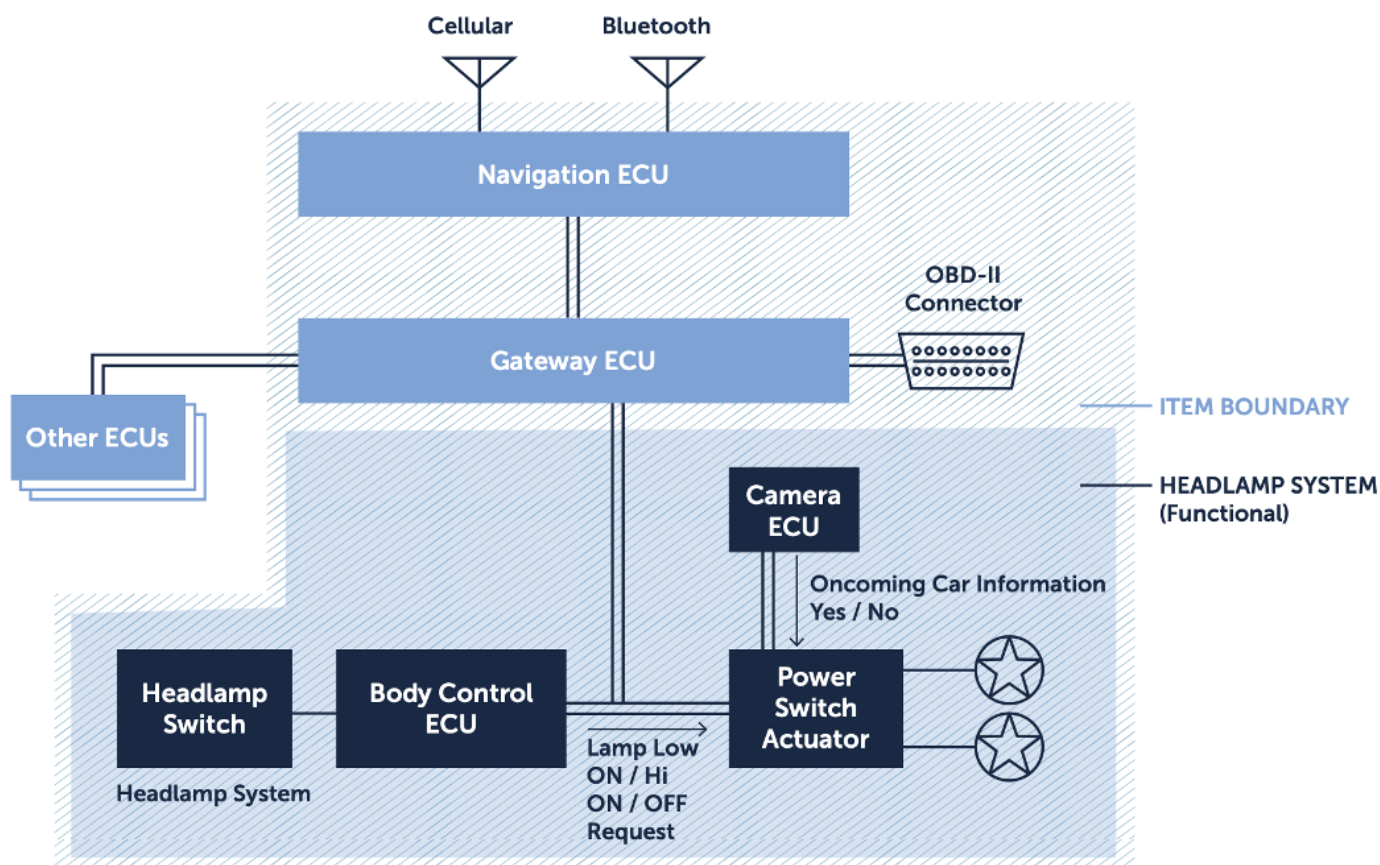 Cellular
Bluetooth
Navigation ECU
OBD-II
Connector
Gateway ECU
ITEM BOUNDARY
Other ECUs
HEADLAMP SYSTEM
(Functional)
Camera
ECU
Oncoming Car Information
Yes / No
Headlamp
Switch
Body Control
ECU
Power
Switch
Actuator
Lamp Low
ON / Hi
ON / OFF
Request
Headlamp System